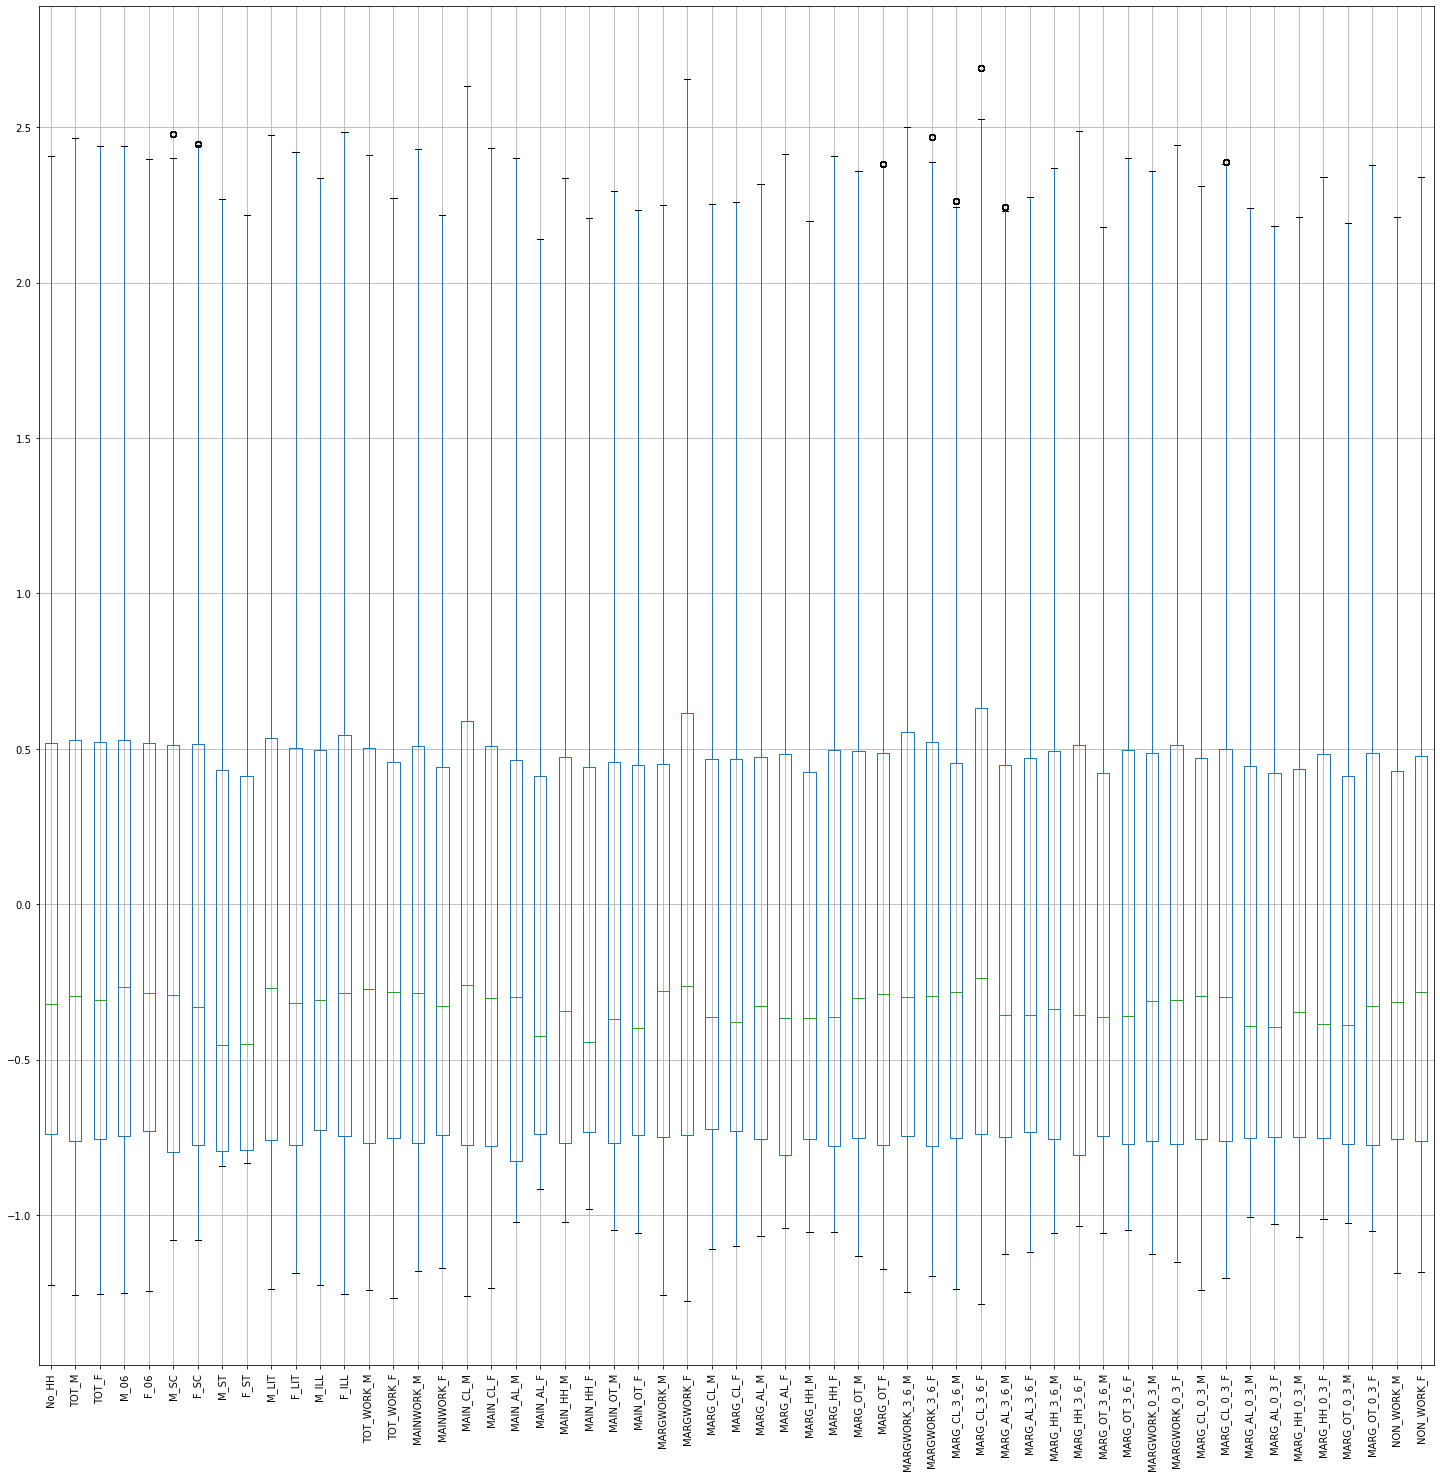 2.5
2.0
1.5
1.0
0.5
0.0
−0.5
−1.0
No_HH
TOT_M
TOT_F
M_06
F_06
M_SC
F_SC
M_ST
F_ST
M_LIT
F_LIT
M_ILL
F_ILL
TOT_WORK_M
TOT_WORK_F
MAINWORK_M
MAINWORK_F
MAIN_CL_M
MAIN_CL_F
MAIN_AL_M
MAIN_AL_F
MAIN_HH_M
MAIN_HH_F
MAIN_OT_M
MAIN_OT_F
MARGWORK_M
MARGWORK_F
MARG_CL_M
MARG_CL_F
MARG_AL_M
MARG_AL_F
MARG_HH_M
MARG_HH_F
MARG_OT_M
MARG_OT_F
MARGWORK_3_6_M
MARGWORK_3_6_F
MARG_CL_3_6_M
MARG_CL_3_6_F
MARG_AL_3_6_M
MARG_AL_3_6_F
MARG_HH_3_6_M
MARG_HH_3_6_F
MARG_OT_3_6_M
MARG_OT_3_6_F
MARGWORK_0_3_M
MARGWORK_0_3_F
MARG_CL_0_3_M
MARG_CL_0_3_F
MARG_AL_0_3_M
MARG_AL_0_3_F
MARG_HH_0_3_M
MARG_HH_0_3_F
MARG_OT_0_3_M
MARG_OT_0_3_F
NON_WORK_M
NON_WORK_F